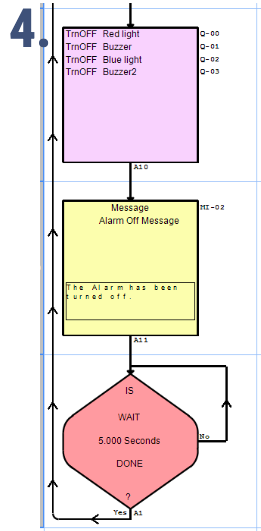 4.
TrnOFF Red light Q-00
TrnOFF Buzzer Q-01
TrnOFF Blue light Q-02
TrnOFF Buzzer2 Q-03
A10
Message MI-02
Alarm Off Message
The Alarm has been
turned off.
A11
IS
WAIT
No
5.000 Seconds
DONE
?
Yes A1